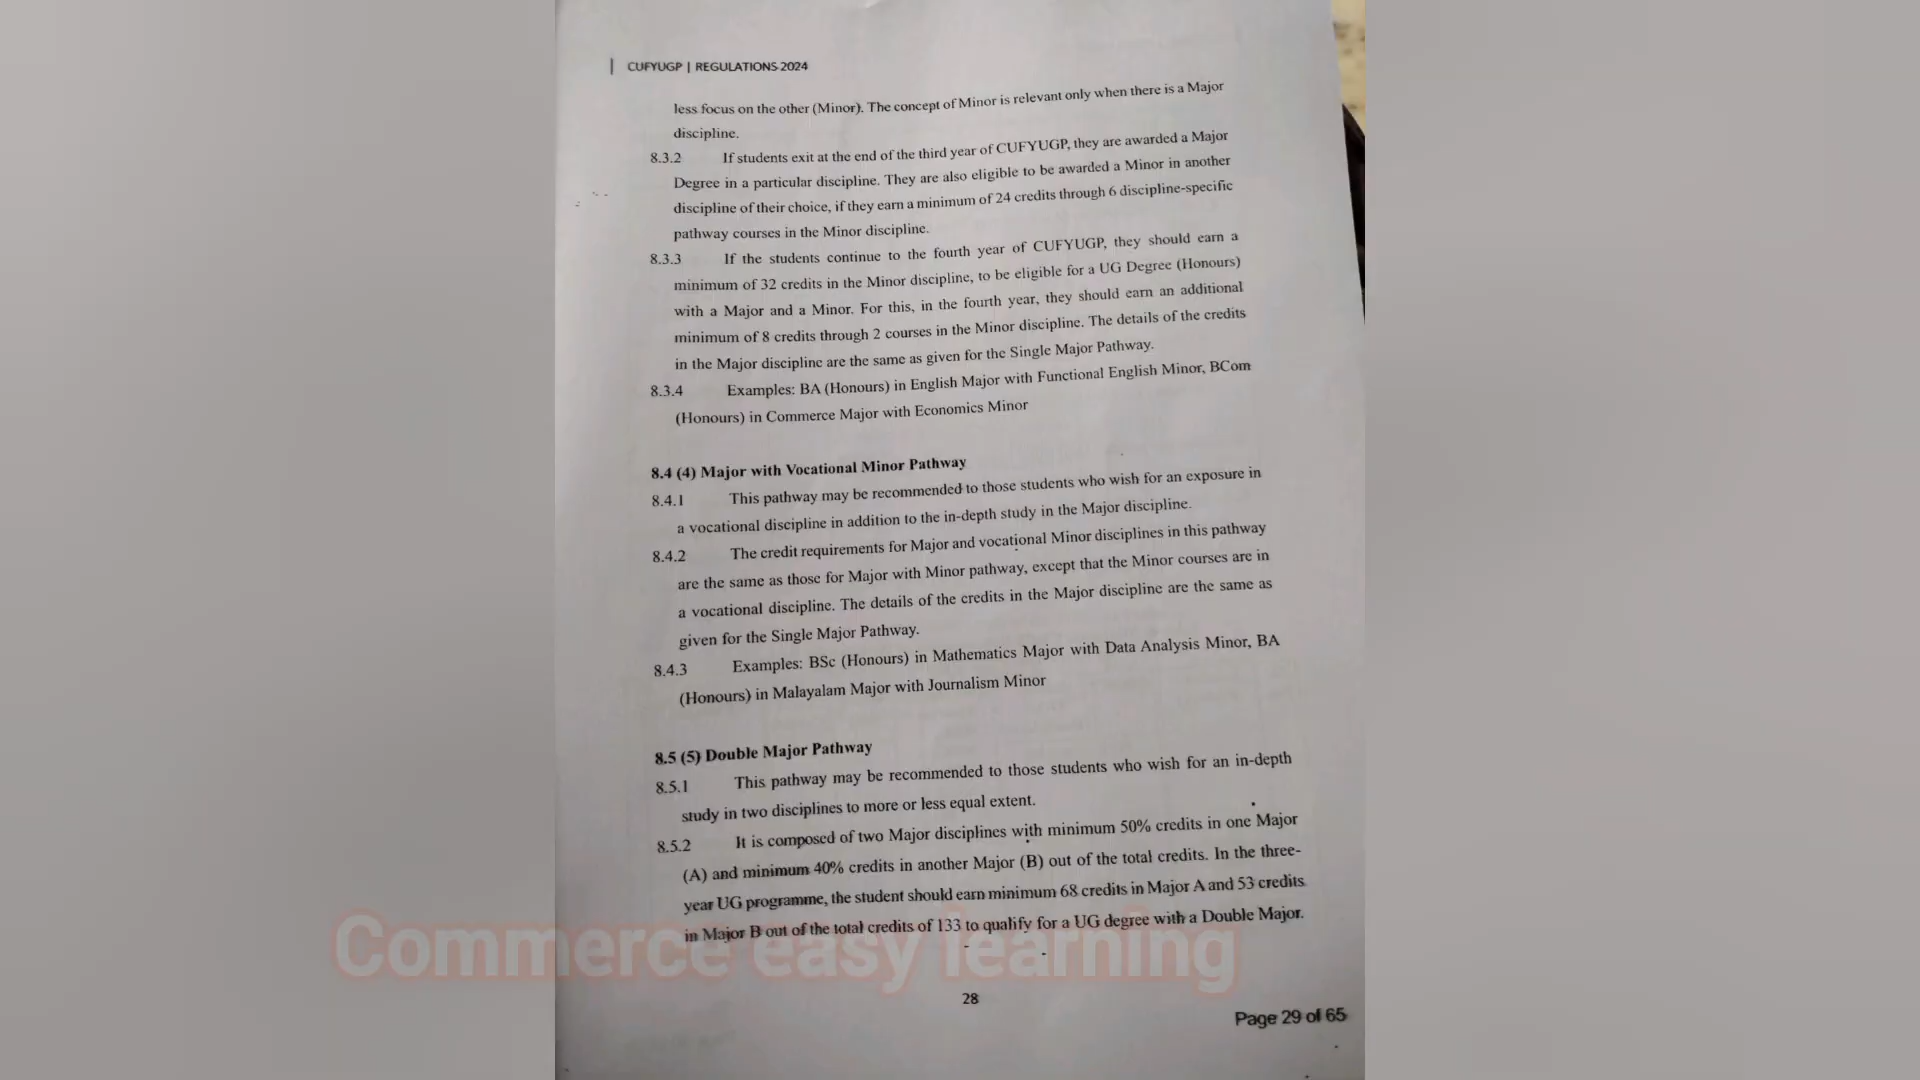 CUFYUGP | REGULATIONS 2024
less focus on the other (Minor). The concept of Minor is relevant only when there is a Major
discipline.
8.3.2 If students exit at the end of the third year of CUFYUGP, they are awarded a Major
Degree in a particular discipline. They are also eligible to be awarded a Minor in another
discipline of their choice, if they earn a minimum of 24 credits through 6 discipline-specific
pathway courses in the Minor discipline.
8.3.3 If the students continue to the fourth year of CUFYUGP, they should earn a
minimum of 32 credits in the Minor discipline, to be eligible for a UG Degree (Honours)
with a Major and a Minor. For this, in the fourth year, they should earn an additional
minimum of 8 credits through 2 courses in the Minor discipline. The details of the credits
in the Major discipline are the same as given for the Single Major Pathway.
8.3.4 Examples: BA (Honours) in English Major with Functional English Minor, BCom
(Honours) in Commerce Major with Economics Minor
8.4 (4) Major with Vocational Minor Pathway
8.4.1 This pathway may be recommended to those students who wish for an exposure in
a vocational discipline in addition to the in-depth study in the Major discipline.
8.4.2 The credit requirements for Major and vocational Minor disciplines in this pathway
are the same as those for Major with Minor pathway, except that the Minor courses are in
a vocational discipline. The details of the credits in the Major discipline are the same as
given for the Single Major Pathway.
8.4.3 Examples: BSc (Honours) in Mathematics Major with Data Analysis Minor, BA
(Honours) in Malayalam Major with Journalism Minor
8.5 (5) Double Major Pathway
8.5.1 This pathway may be recommended to those students who wish for an in-depth
study in two disciplines to more or less equal extent.
8.5.2 It is composed of two Major disciplines with minimum 50% credits in one Major
(A) and minimum 40% credits in another Major (B) out of the total credits. In the three-
year UG programme, the student should earn minimum 68 credits in Major A and 53 credits
in Major B out of the total credits of 133 to qualify for a UG degree with a Double Major.
Commerce easy learning
28
Page 29 of 65